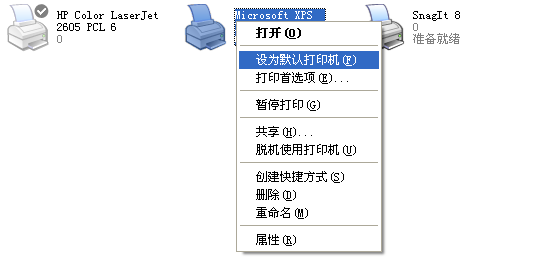 HP Color LaserJet
2605 PCL 6
0
Microsoft XPS
SnagIt 8
0
准备就绪
打开(O)
设为默认打印机(F)
打印首选项(E)...
暂停打印(G)
共享(H)...
脱机使用打印机(U)
创建快捷方式(S)
删除(D)
重命名(M)
属性(R)